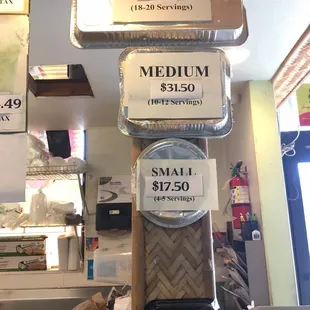 (18-20 Servings)
MEDIUM
$31.50
(10-12 Servings)
SMALL
$17.50
(4-5 Servings)
.49